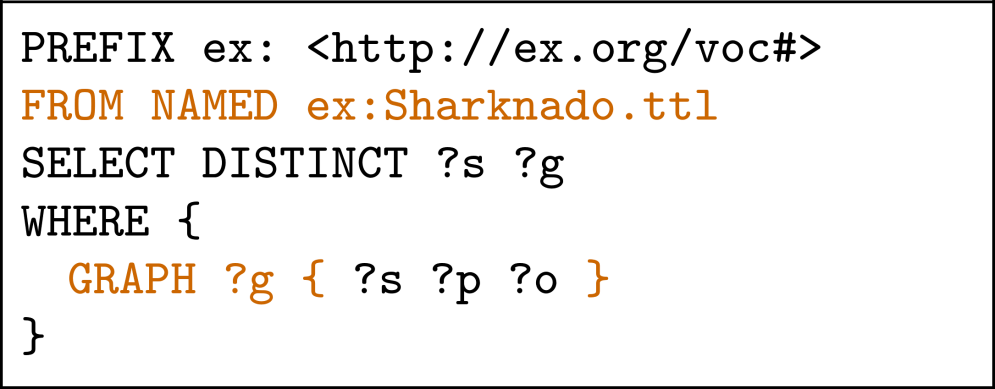 PREFIX ex: <http://ex.org/voc#>
FROM NAMED ex:Sharknado.ttl
SELECT DISTINCT ?s ?g
WHERE {
  GRAPH ?g { ?s ?p ?o }
}